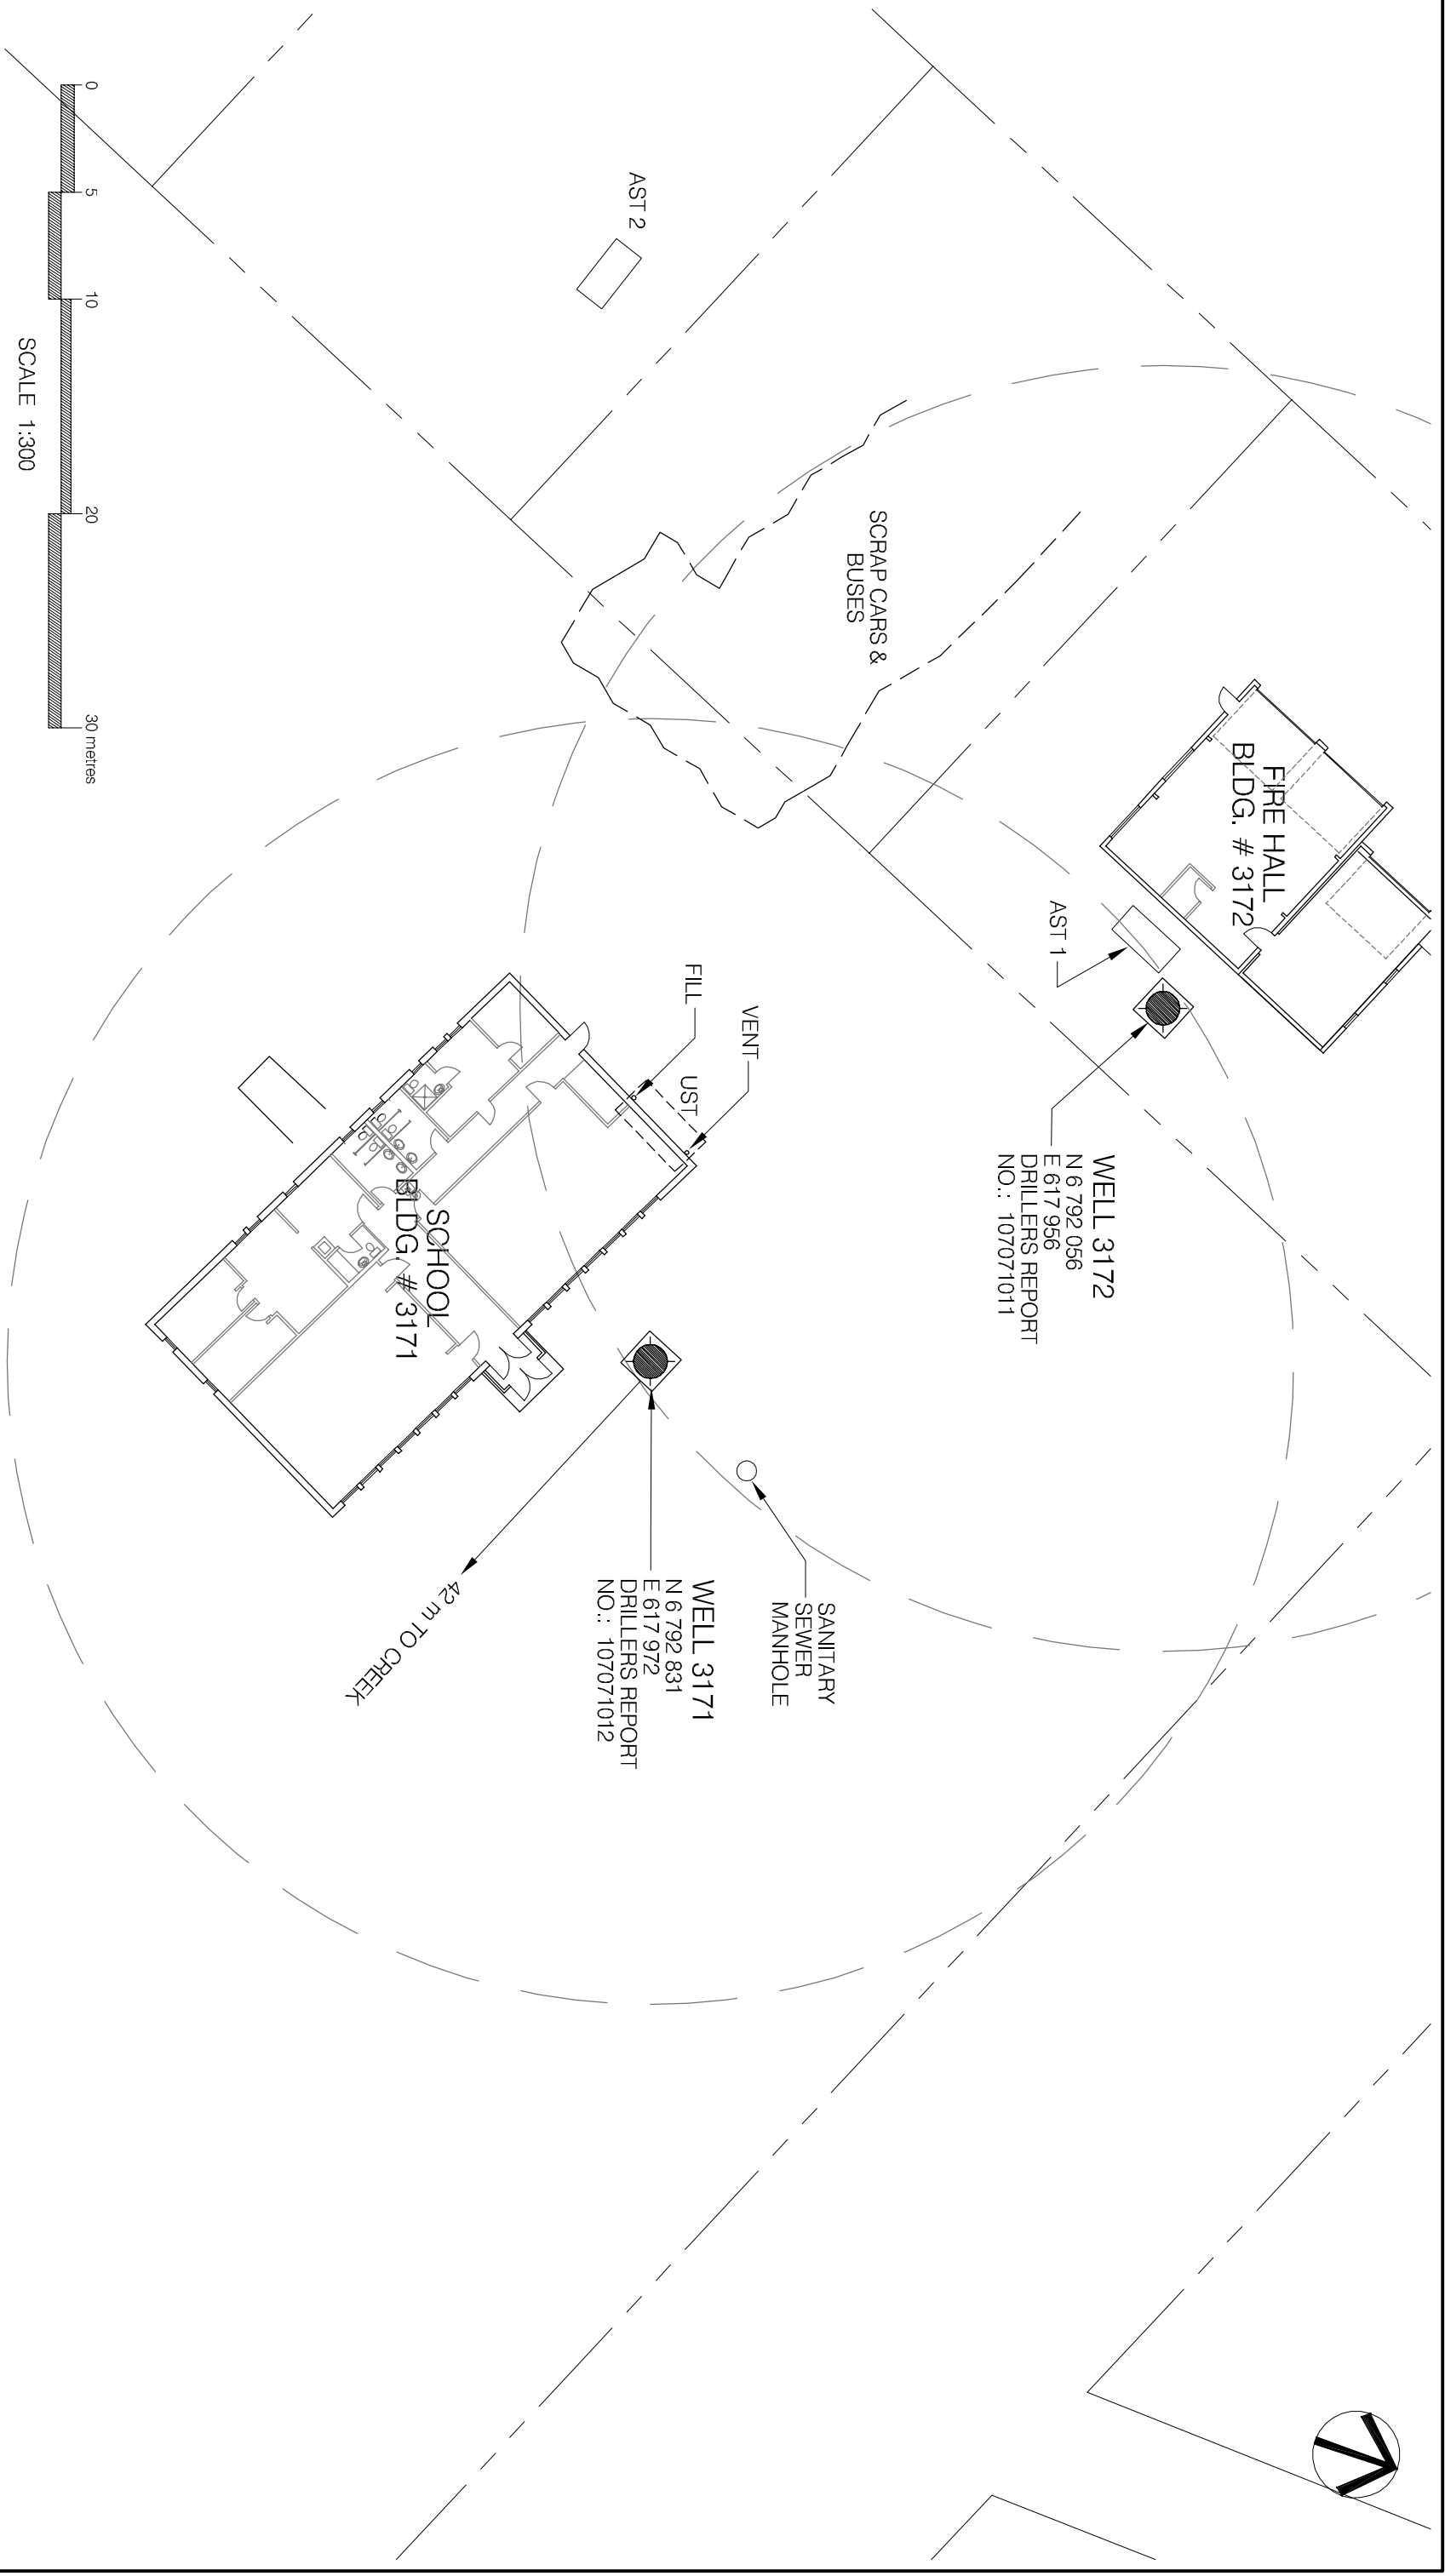 FIRE HALL
BLDG. # 3172
AST 1
WELL 3172
N 6 792 056
E 617 956
DRILLERS REPORT
NO.: 107071011
SCRAP CARS &
BUSES
SANITARY
SEWER
MANHOLE
VENT
FILL
UST
WELL 3171
N 6 792 831
E 617 972
DRILLERS REPORT
NO.: 107071012
AST 2
SCHOOL
BLDG. # 3171
42 m TO CREEK
0 5 10 20 30 metres
SCALE 1:300